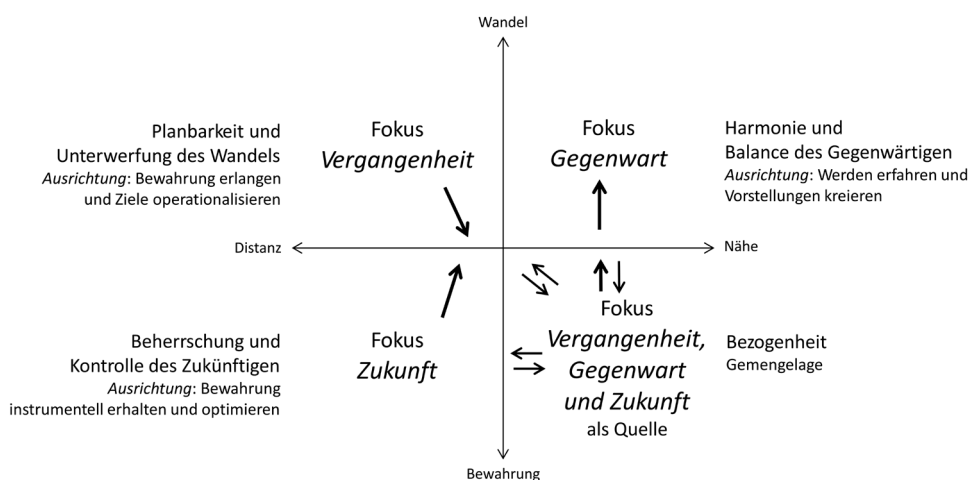 Wandel
Planbarkeit und
Unterwerfung des Wandels
Ausrichtung: Bewahrung erlangen
und Ziele operationalisieren
Fokus
Vergangenheit
Fokus
Gegenwart
Harmonie und
Balance des Gegenwärtigen
Ausrichtung: Werden erfahren und
Vorstellungen kreieren
Distanz
Nähe
Beherrschung und
Kontrolle des Zukünftigen
Ausrichtung: Bewahrung
instrumentell erhalten und optimieren
Fokus
Zukunft
Fokus
Vergangenheit,
Gegenwart
und Zukunft
als Quelle
Bezogenheit
Gemengelage
Bewahrung